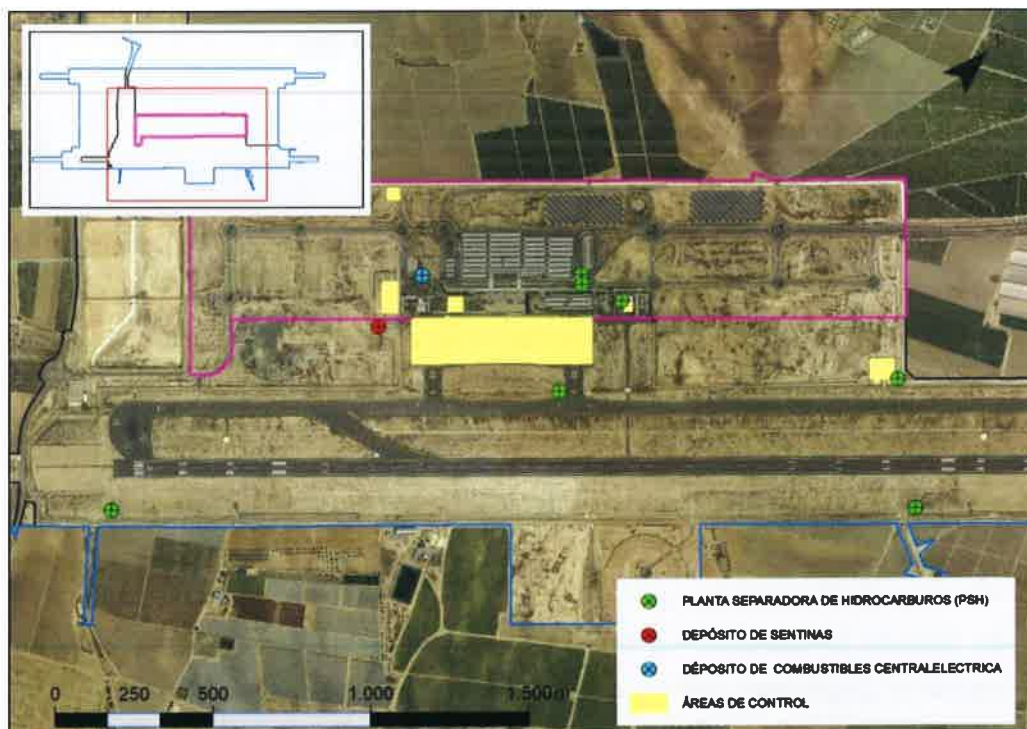 PLANTA SEPARADORA DE HIDROCARBUROS (PSH)
DEPÓSITO DE SENTINAS
DÉPOSITO DE COMBUSTIBLES CENTRALELECTRICA
ÁREAS DE CONTROL
0 250 500 1.000 1.500 m